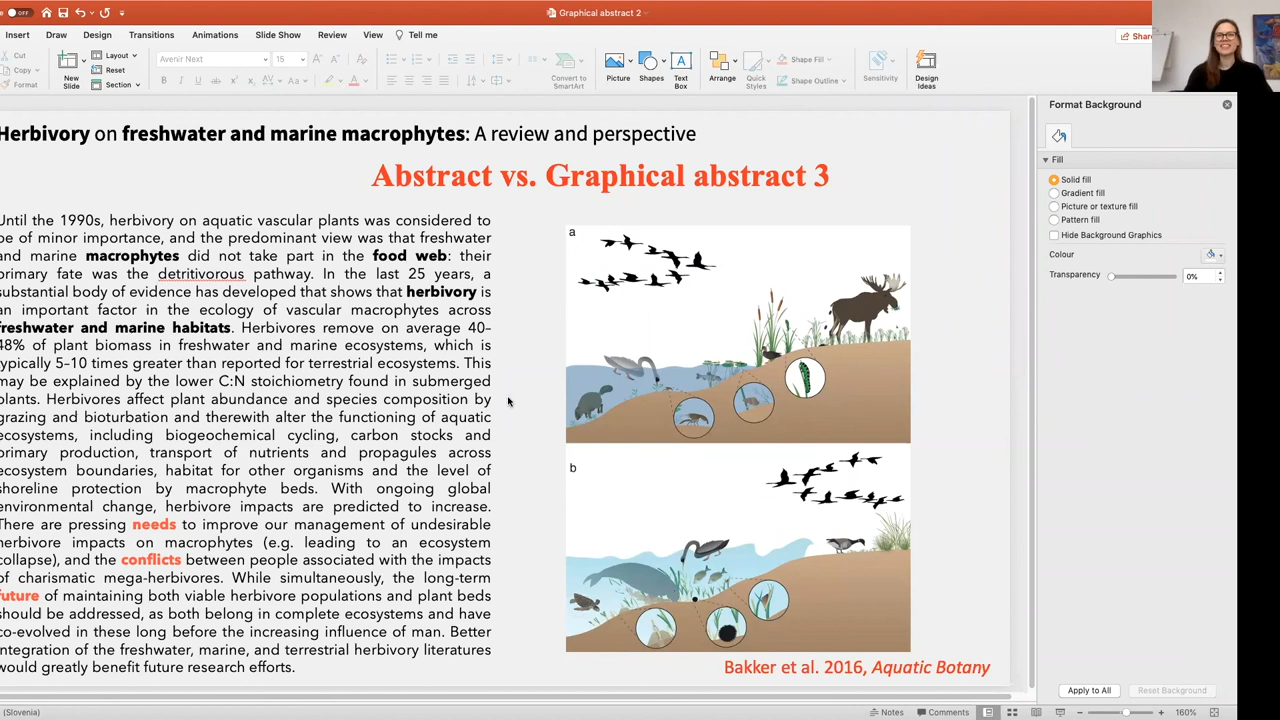 OFF
Graphical abstract 2
Insert Draw Design Transitions Animations Slide Show Review View Tell me
Share
Cut
Copy
Format
New Slide
Layout
Reset
Section
Avenir Next
15
Convert to SmartArt
Picture
Shapes
Text Box
Arrange
Quick Styles
Shape Fill
Shape Outline
Sensitivity
Design Ideas
Herbivory on freshwater and marine macrophytes: A review and perspective
Abstract vs. Graphical abstract 3
Until the 1990s, herbivory on aquatic vascular plants was considered to
be of minor importance, and the predominant view was that freshwater
and marine macrophytes did not take part in the food web: their
primary fate was the detritivorous pathway. In the last 25 years, a
substantial body of evidence has developed that shows that herbivory is
an important factor in the ecology of vascular macrophytes across
freshwater and marine habitats. Herbivores remove on average 40–
48% of plant biomass in freshwater and marine ecosystems, which is
typically 5–10 times greater than reported for terrestrial ecosystems. This
may be explained by the lower C:N stoichiometry found in submerged
plants. Herbivores affect plant abundance and species composition by
grazing and bioturbation and therewith alter the functioning of aquatic
ecosystems, including biogeochemical cycling, carbon stocks and
primary production, transport of nutrients and propagules across
ecosystem boundaries, habitat for other organisms and the level of
shoreline protection by macrophyte beds. With ongoing global
environmental change, herbivore impacts are predicted to increase.
There are pressing needs to improve our management of undesirable
herbivore impacts on macrophytes (e.g. leading to an ecosystem
collapse), and the conflicts between people associated with the impacts
of charismatic mega-herbivores. While simultaneously, the long-term
future of maintaining both viable herbivore populations and plant beds
should be addressed, as both belong in complete ecosystems and have
co-evolved in these long before the increasing influence of man. Better
integration of the freshwater, marine, and terrestrial herbivory literatures
would greatly benefit future research efforts.
a
b
Bakker et al. 2016, Aquatic Botany
Format Background
Fill
Solid fill
Gradient fill
Picture or texture fill
Pattern fill
Hide Background Graphics
Colour
Transparency 0%
Apply to All Reset Background
(Slovenia)
Notes Comments 160%